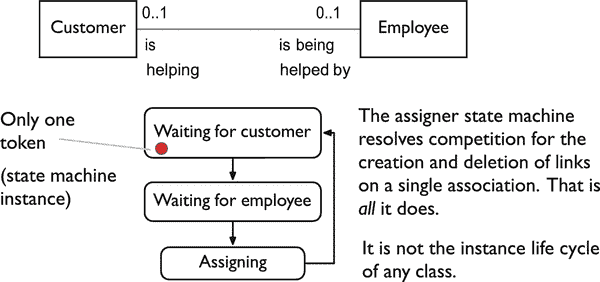 Customer
0..1
0..1
Employee
is
helping
is being
helped by
Only one
token
(state machine
instance)
Waiting for customer
Waiting for employee
Assigning
The assigner state machine
resolves competition for the
creation and deletion of links
on a single association. That is
all it does.
It is not the instance life cycle
of any class.